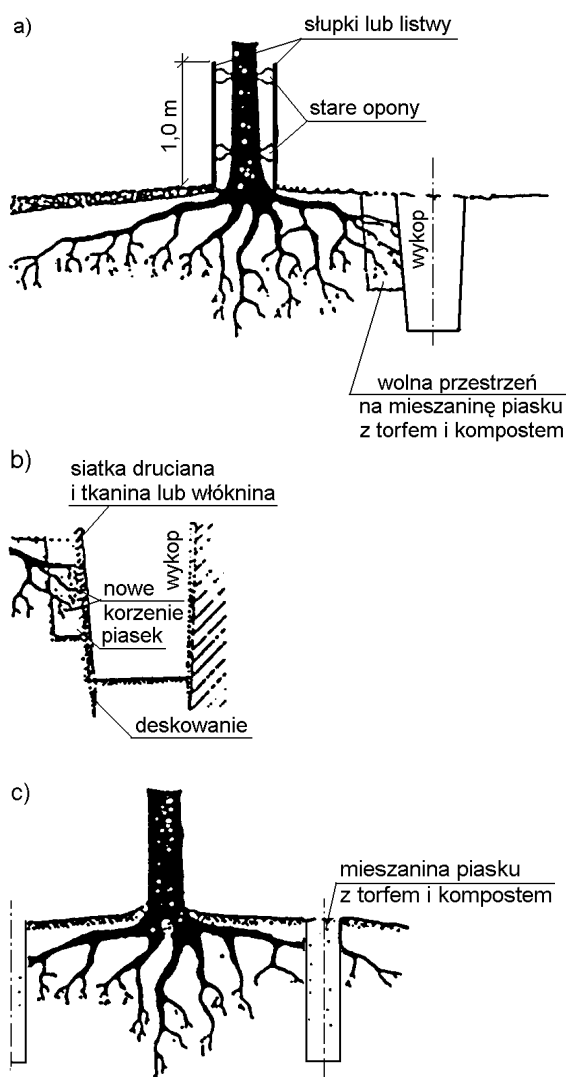 a)
słupki lub listwy
stare opony
1,0 m
wykop
wolna przestrzeń
na mieszaninę piasku
z torfem i kompostem
b)
siatka druciana
i tkanina lub włóknina
wykop
nowe
korzenie
piasek
deskowanie
c)
mieszanina piasku
z torfem i kompostem